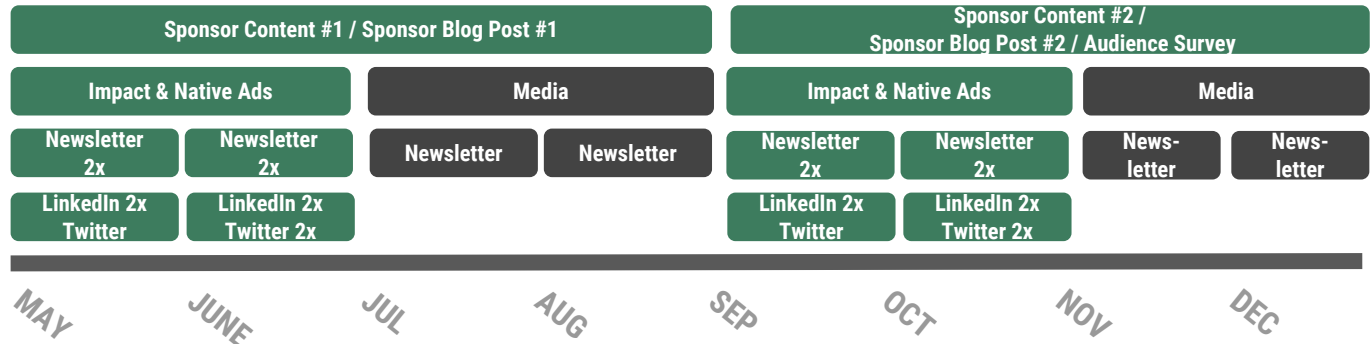 Sponsor Content #1 / Sponsor Blog Post #1
Sponsor Content #2 /
Sponsor Blog Post #2 / Audience Survey
Impact & Native Ads
Media
Impact & Native Ads
Media
Newsletter
2x
Newsletter
2x
Newsletter
Newsletter
Newsletter
2x
Newsletter
2x
News-
letter
News-
letter
LinkedIn 2x
Twitter
LinkedIn 2x
Twitter 2x
LinkedIn 2x
Twitter
LinkedIn 2x
Twitter 2x
MAY
JUNE
JUL
AUG
SEP
OCT
NOV
DEC